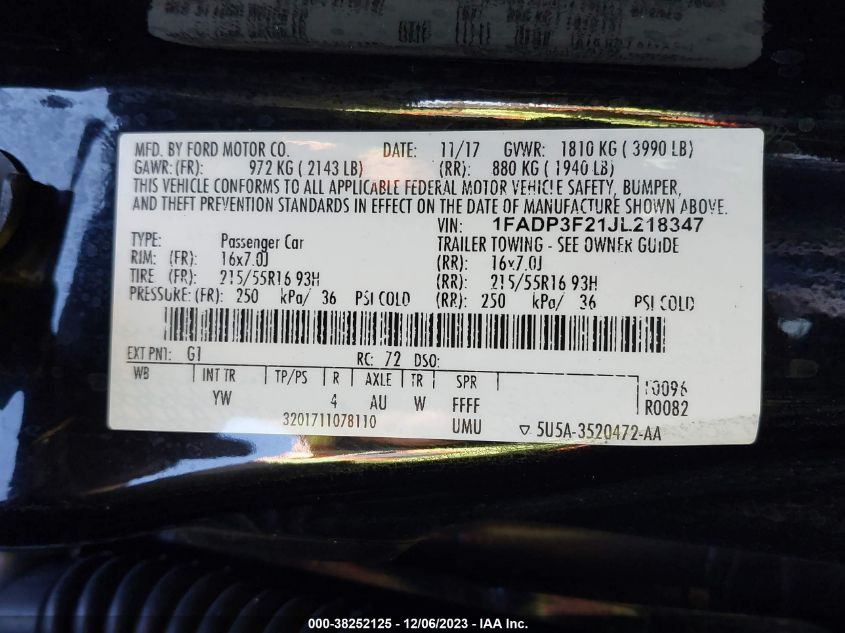 MFD. BY FORD MOTOR CO. DATE: 11/17 GVWR: 1810 KG ( 3990 LB)
GAWR:(FR): 972 KG ( 2143 LB) (RR): 880 KG ( 1940 LB)
THIS VEHICLE CONFORMS TO ALL APPLICABLE FEDERAL MOTOR VEHICLE SAFETY, BUMPER,
AND THEFT PREVENTION STANDARDS IN EFFECT ON THE DATE OF MANUFACTURE SHOWN ABOVE.
VIN: 1FADP3F21JL218347
TYPE: Passenger Car TRAILER TOWING - SEE OWNER GUIDE
RIM: (FR): 16x7.0J (RR): 16x7.0J
TIRE (FR): 215/55R16 93H (RR): 215/55R16 93H
PRESSURE:(FR): 250 kPa/ 36 PSI COLD (RR): 250 kPa/ 36 PSI COLD
EXT PNT: G1 RC: 72 DSO:
WB INT TR TP/PS R AXLE TR SPR 10096
YW 4 AU W FFFF R0082
3201711078110 UMU ▽ 5U5A-3520472-AA
000-38252125 - 12/06/2023 - IAA Inc.